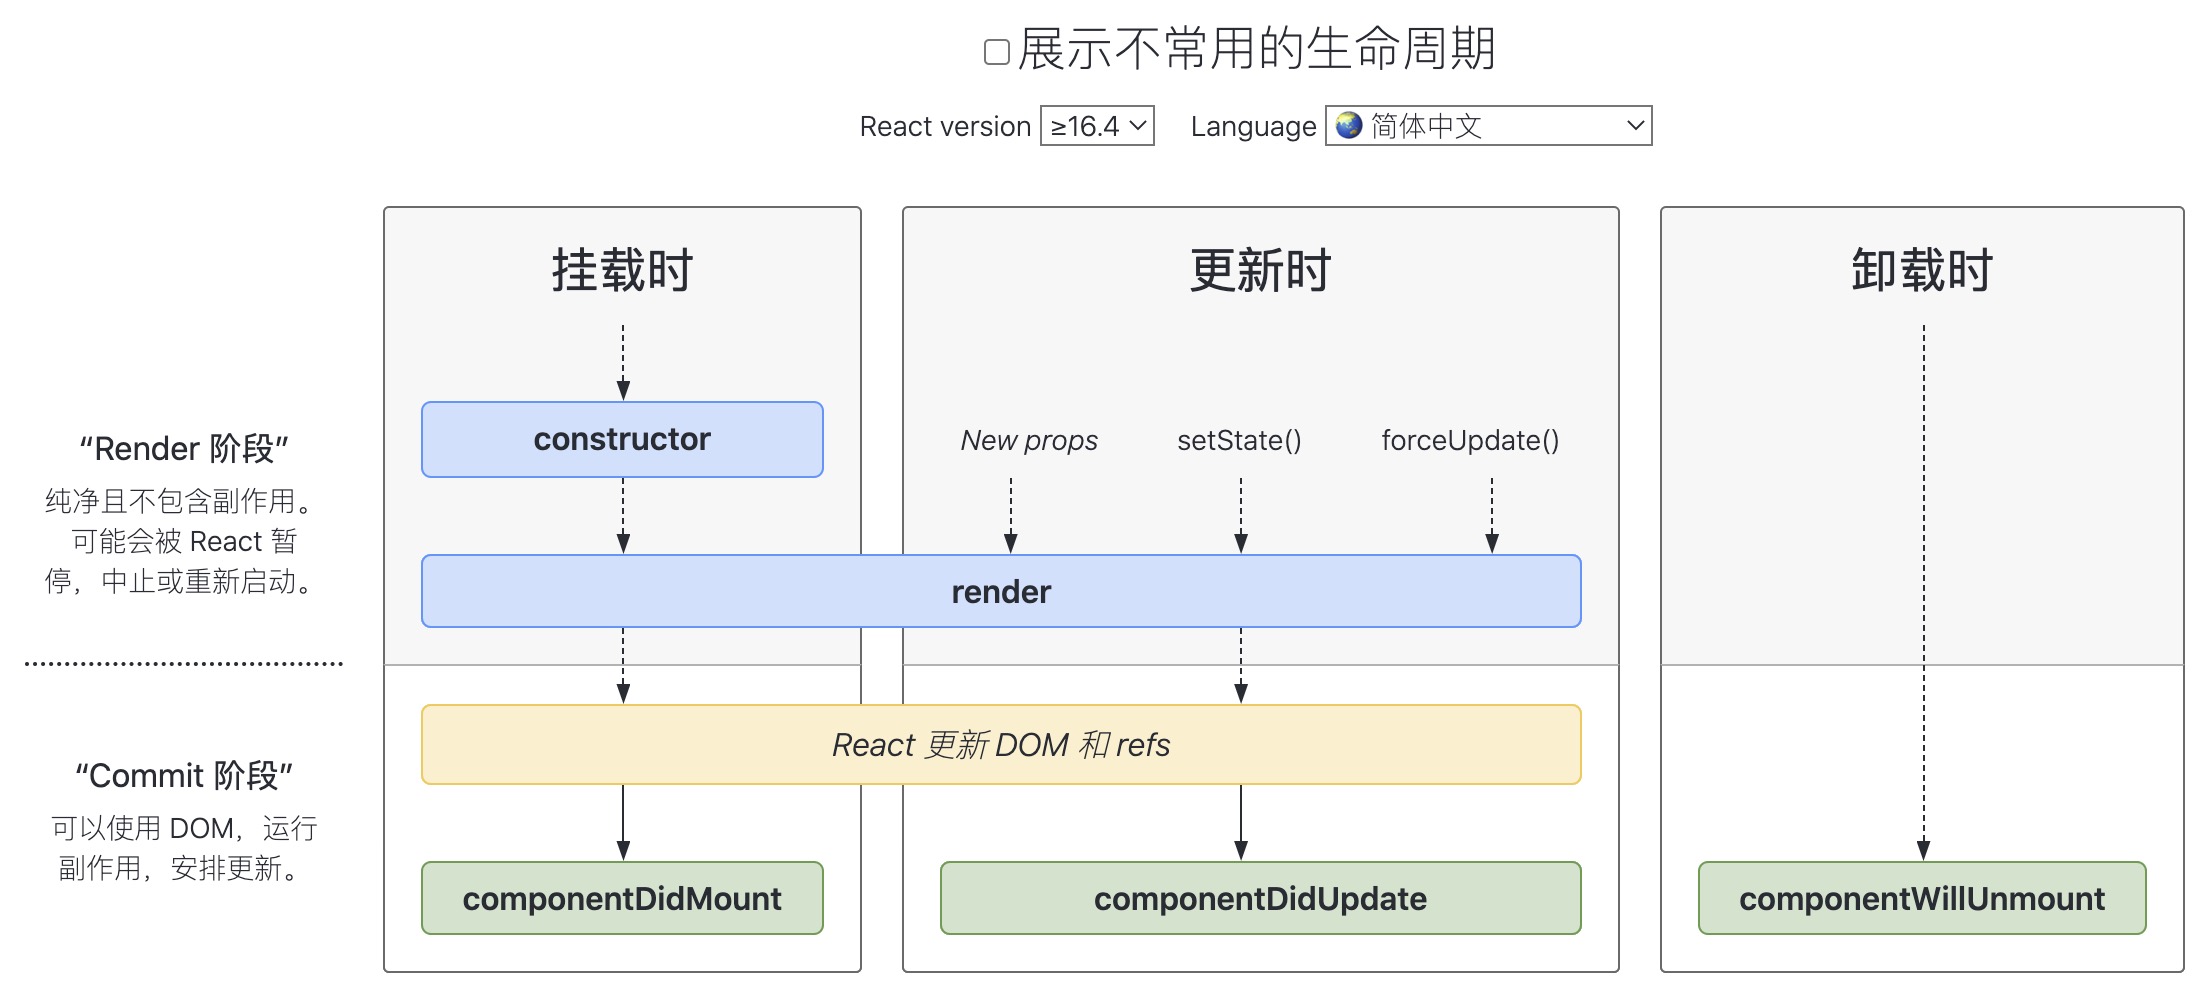 展示不常用的生命周期
React version ≥16.4 Language 简体中文
挂载时
更新时
卸载时
“Render 阶段”
纯净且不包含副作用。
可能会被 React 暂
停，中止或重新启动。
constructor
New props
setState()
forceUpdate()
render
“Commit 阶段”
可以使用 DOM，运行
副作用，安排更新。
React 更新 DOM 和 refs
componentDidMount
componentDidUpdate
componentWillUnmount